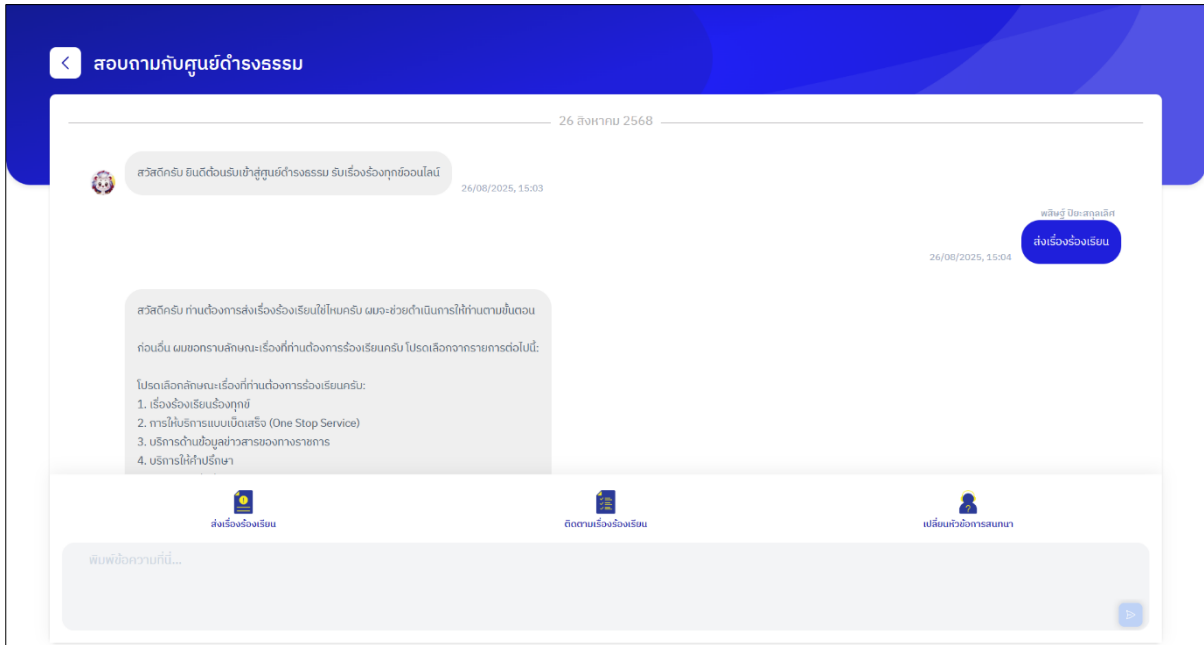 สอบถามกับศูนย์ดำรงธรรม
26 สิงหาคม 2568
สวัสดีครับ ยินดีต้อนรับเข้าสู่ศูนย์ดำรงธรรม รับเรื่องร้องทุกข์ออนไลน์
26/08/2025, 15:03
พสิษฐ์ ปิยะสกุลเลิศ
ส่งเรื่องร้องเรียน
26/08/2025, 15:04
สวัสดีครับ ท่านต้องการส่งเรื่องร้องเรียนใช่ไหมครับ ผมจะช่วยดำเนินการให้ท่านตามขั้นตอน
ก่อนอื่น ผมขอทราบลักษณะเรื่องที่ท่านต้องการร้องเรียนครับ โปรดเลือกจากรายการต่อไปนี้:
โปรดเลือกลักษณะเรื่องที่ท่านต้องการร้องเรียนครับ:
1. เรื่องร้องเรียนร้องทุกข์
2. การให้บริการแบบเบ็ดเสร็จ (One Stop Service)
3. บริการด้านข้อมูลข่าวสารของทางราชการ
4. บริการให้คำปรึกษา
ส่งเรื่องร้องเรียน
ติดตามเรื่องร้องเรียน
เปลี่ยนหัวข้อการสนทนา
พิมพ์ข้อความที่นี่...